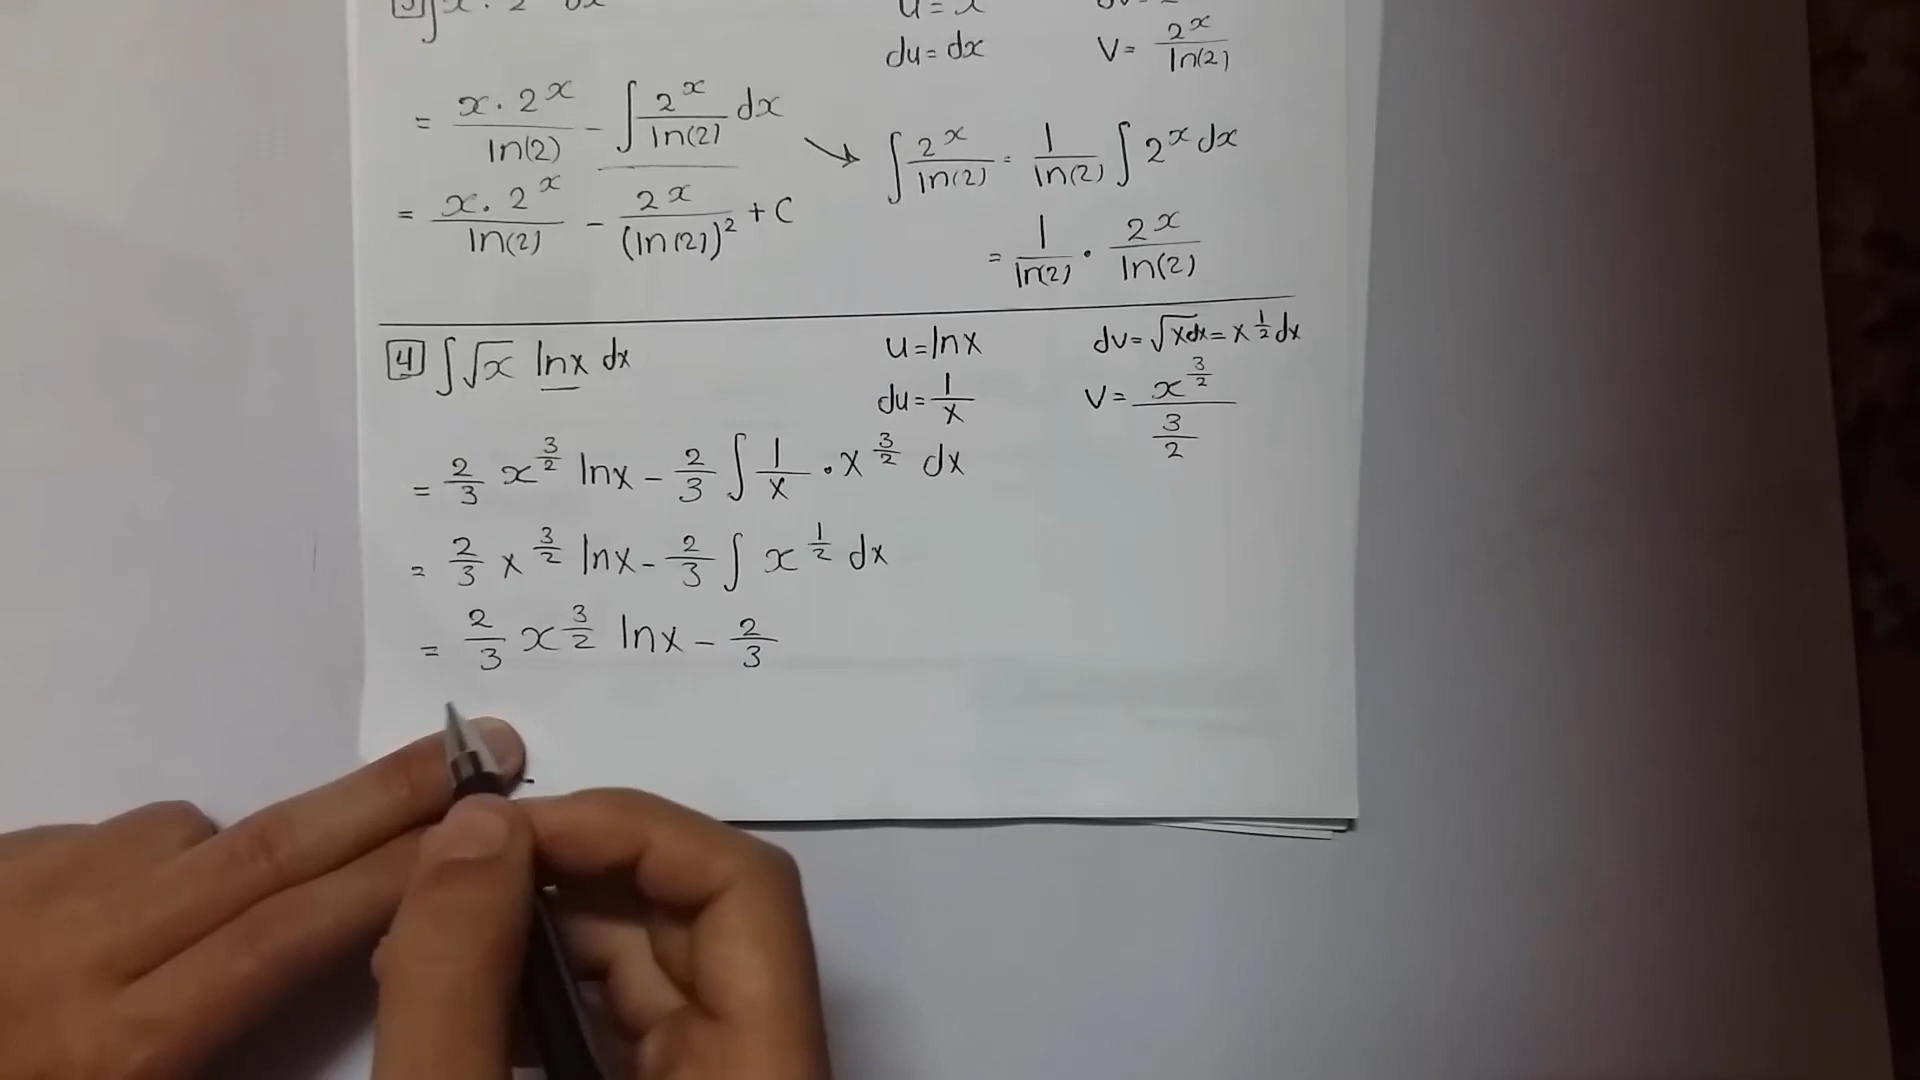 du = dx    V = 2^x / ln(2)
= x · 2^x / ln(2) - ∫ 2^x / ln(2) dx
∫ 2^x / ln(2) = 1 / ln(2) ∫ 2^x dx
= x · 2^x / ln(2) - 2^x / (ln(2))^2 + C
= 1 / ln(2) · 2^x / ln(2)
4 ∫ √x lnx dx    u = lnx    dv = √x dx = x^(1/2) dx
du = 1/x    V = x^(3/2) / (3/2)
= 2/3 x^(3/2) lnx - 2/3 ∫ 1/x · x^(3/2) dx
= 2/3 x^(3/2) lnx - 2/3 ∫ x^(1/2) dx
= 2/3 x^(3/2) lnx - 2/3